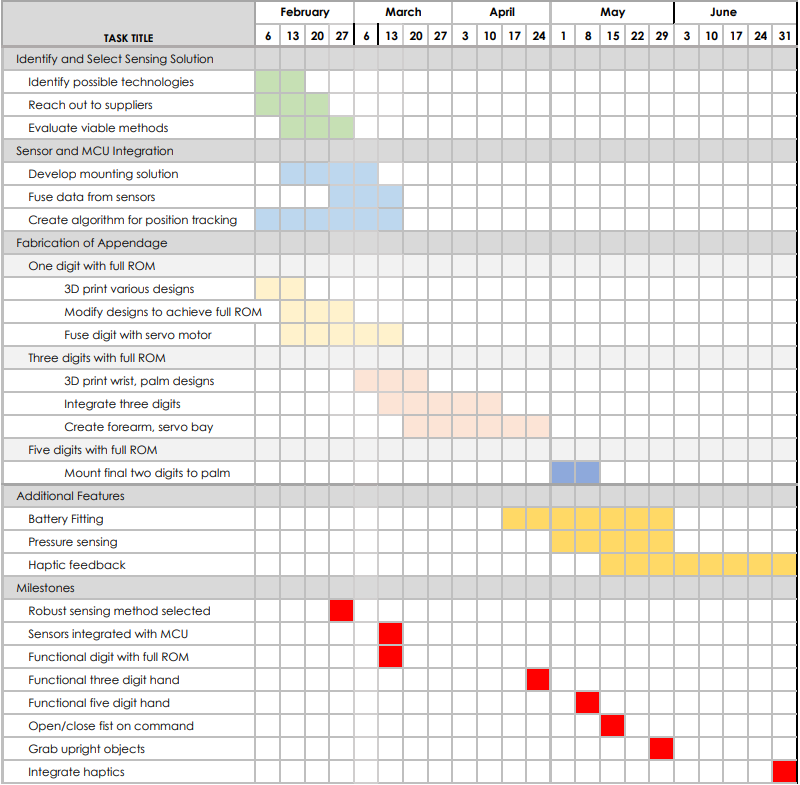 February March April May June
TASK TITLE 6 13 20 27 6 13 20 27 3 10 17 24 1 8 15 22 29 3 10 17 24 31
Identify and Select Sensing Solution
Identify possible technologies
Reach out to suppliers
Evaluate viable methods
Sensor and MCU Integration
Develop mounting solution
Fuse data from sensors
Create algorithm for position tracking
Fabrication of Appendage
One digit with full ROM
3D print various designs
Modify designs to achieve full ROM
Fuse digit with servo motor
Three digits with full ROM
3D print wrist, palm designs
Integrate three digits
Create forearm, servo bay
Five digits with full ROM
Mount final two digits to palm
Additional Features
Battery Fitting
Pressure sensing
Haptic feedback
Milestones
Robust sensing method selected
Sensors integrated with MCU
Functional digit with full ROM
Functional three digit hand
Functional five digit hand
Open/close fist on command
Grab upright objects
Integrate haptics